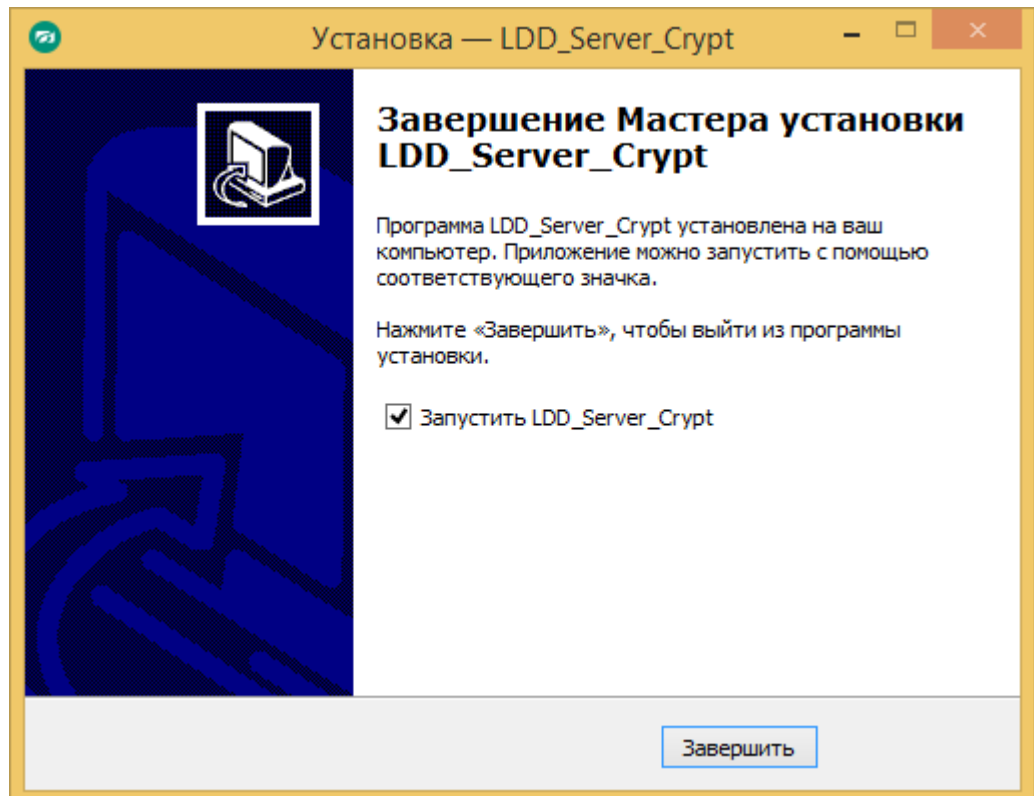 Установка — LDD_Server_Crypt
Завершение Мастера установки
LDD_Server_Crypt
Программа LDD_Server_Crypt установлена на ваш
компьютер. Приложение можно запустить с помощью
соответствующего значка.
Нажмите «Завершить», чтобы выйти из программы
установки.
Запустить LDD_Server_Crypt
Завершить